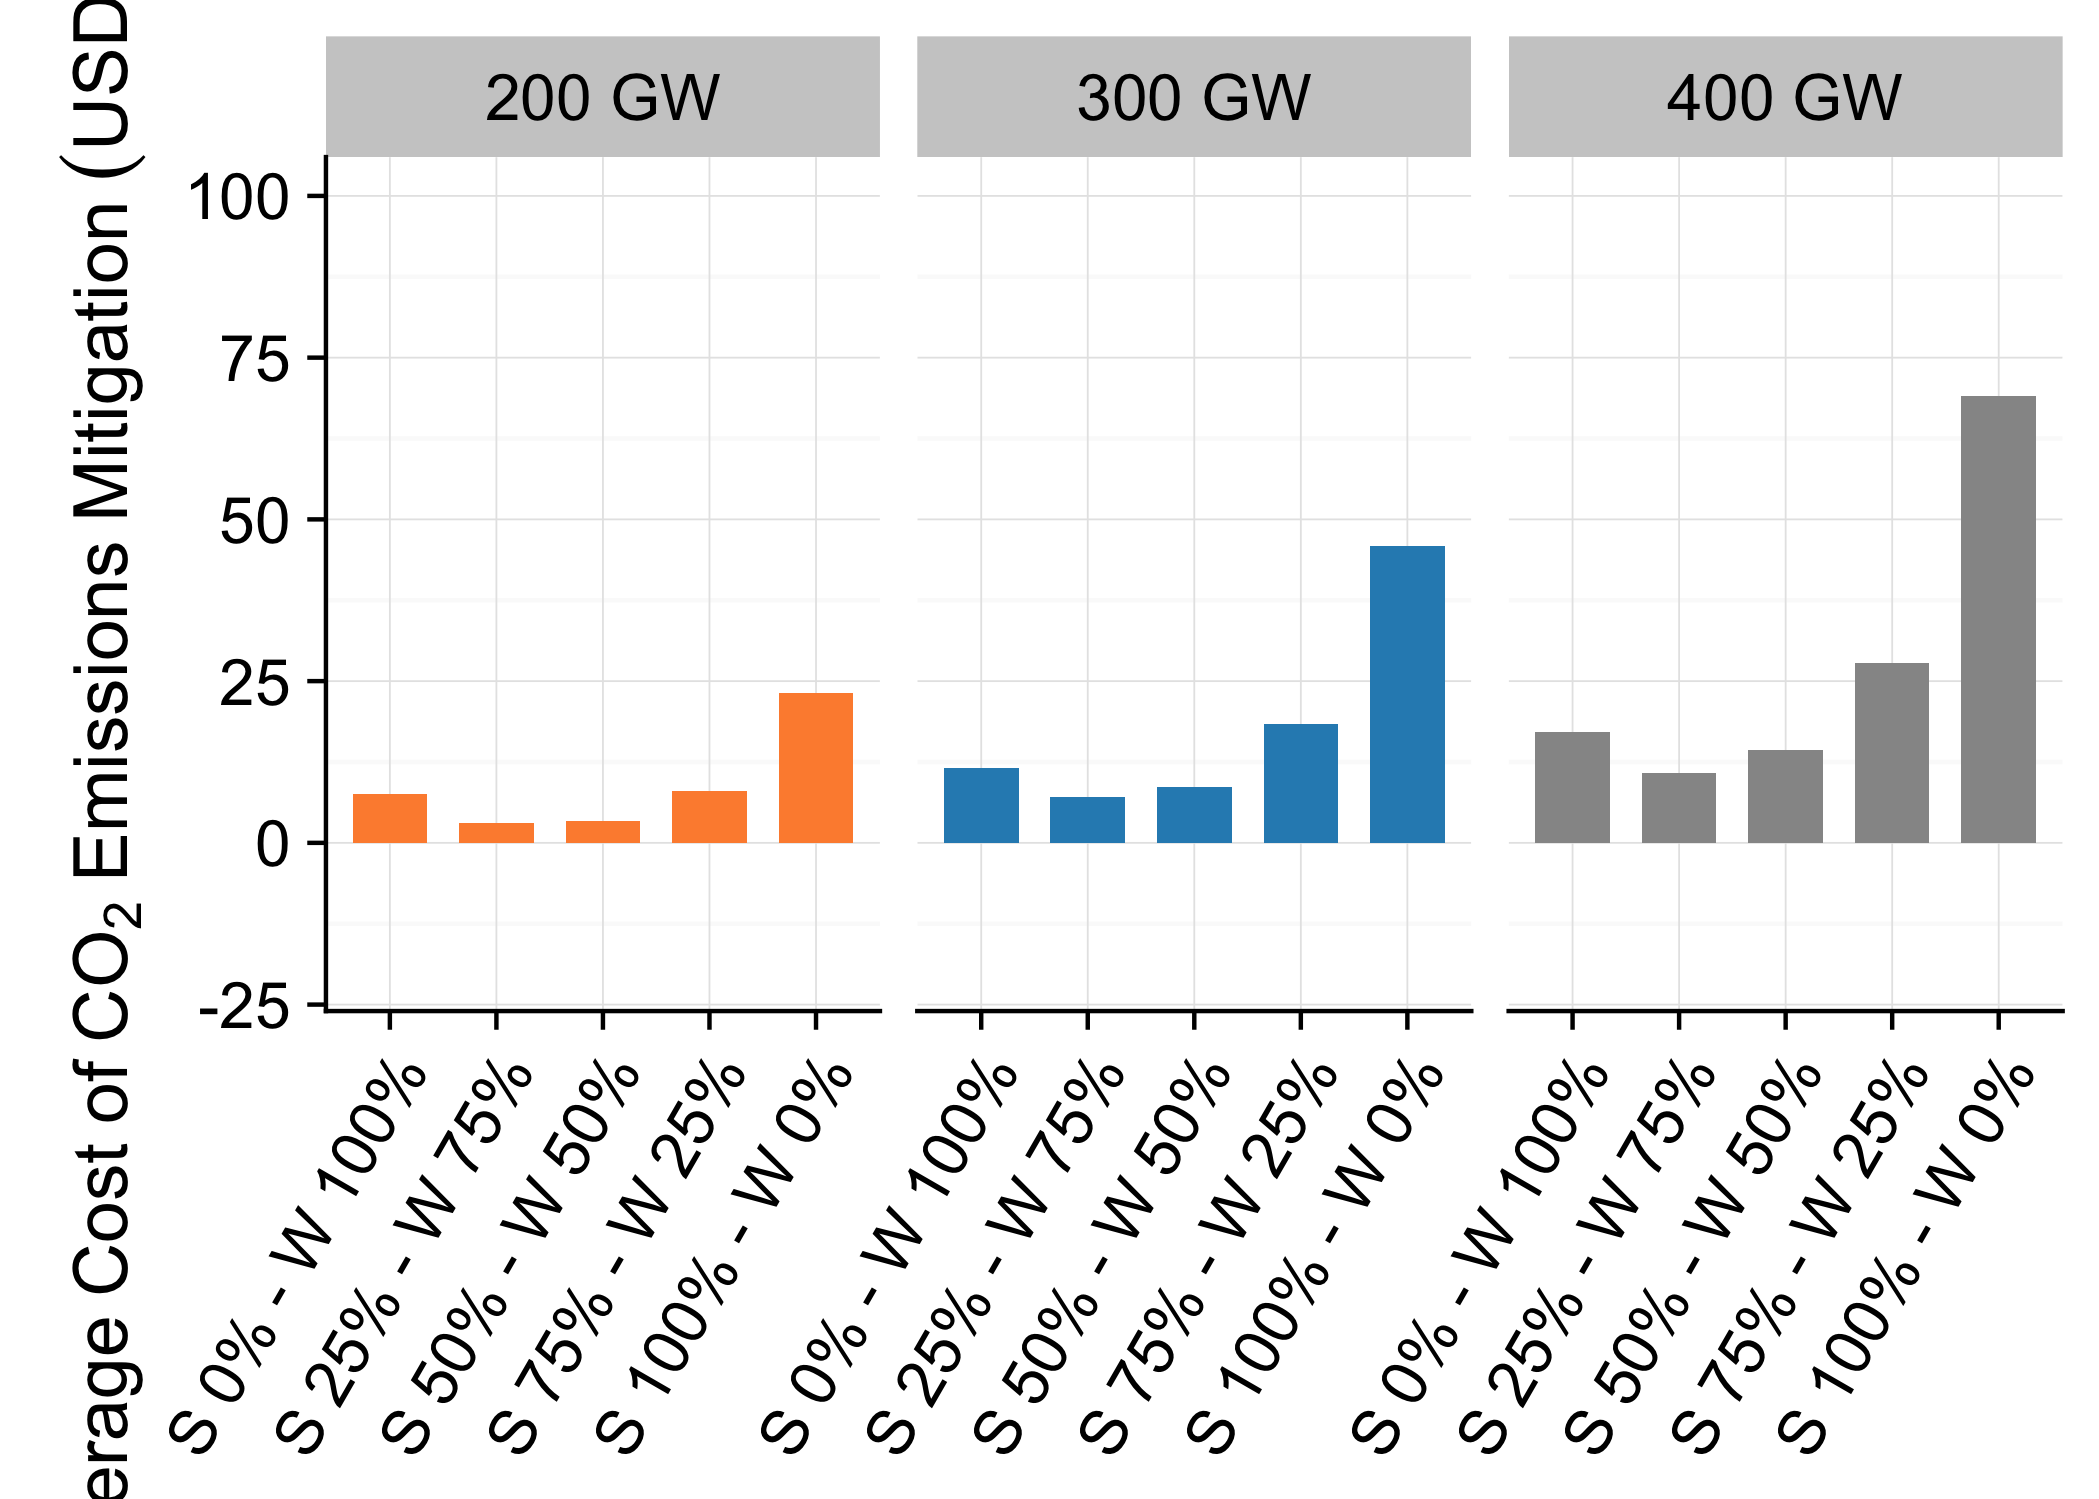 200 GW
300 GW
400 GW
Cost of CO2 Emissions Mitigation (USD
100
75
50
25
0
-25
S 0% - W 100%
S 25% - W 75%
S 50% - W 50%
S 75% - W 25%
S 100% - W 0%
S 0% - W 100%
S 25% - W 75%
S 50% - W 50%
S 75% - W 25%
S 100% - W 0%
S 0% - W 100%
S 25% - W 75%
S 50% - W 50%
S 75% - W 25%
S 100% - W 0%